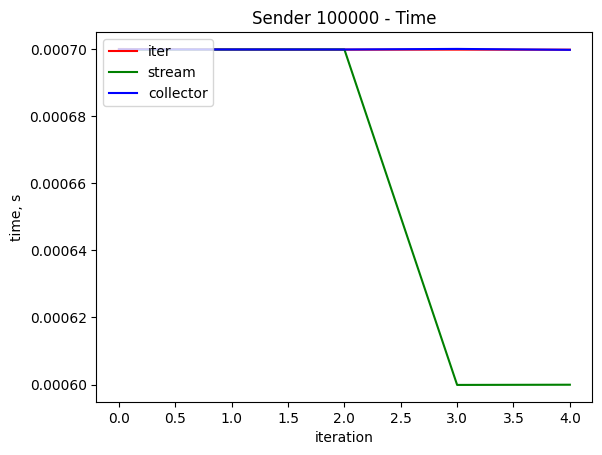 Sender 100000 - Time
iter
stream
collector
time, s
0.00070
0.00068
0.00066
0.00064
0.00062
0.00060
0.0 0.5 1.0 1.5 2.0 2.5 3.0 3.5 4.0
iteration